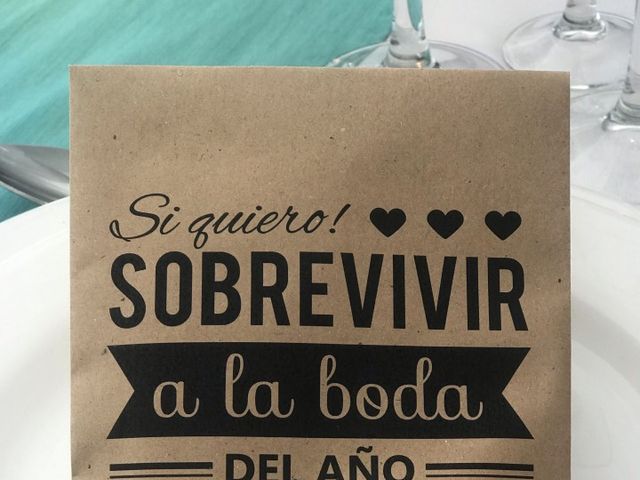 Si quiero! ♥ ♥ ♥
SOBREVIVIR
a la boda
DEL AÑO